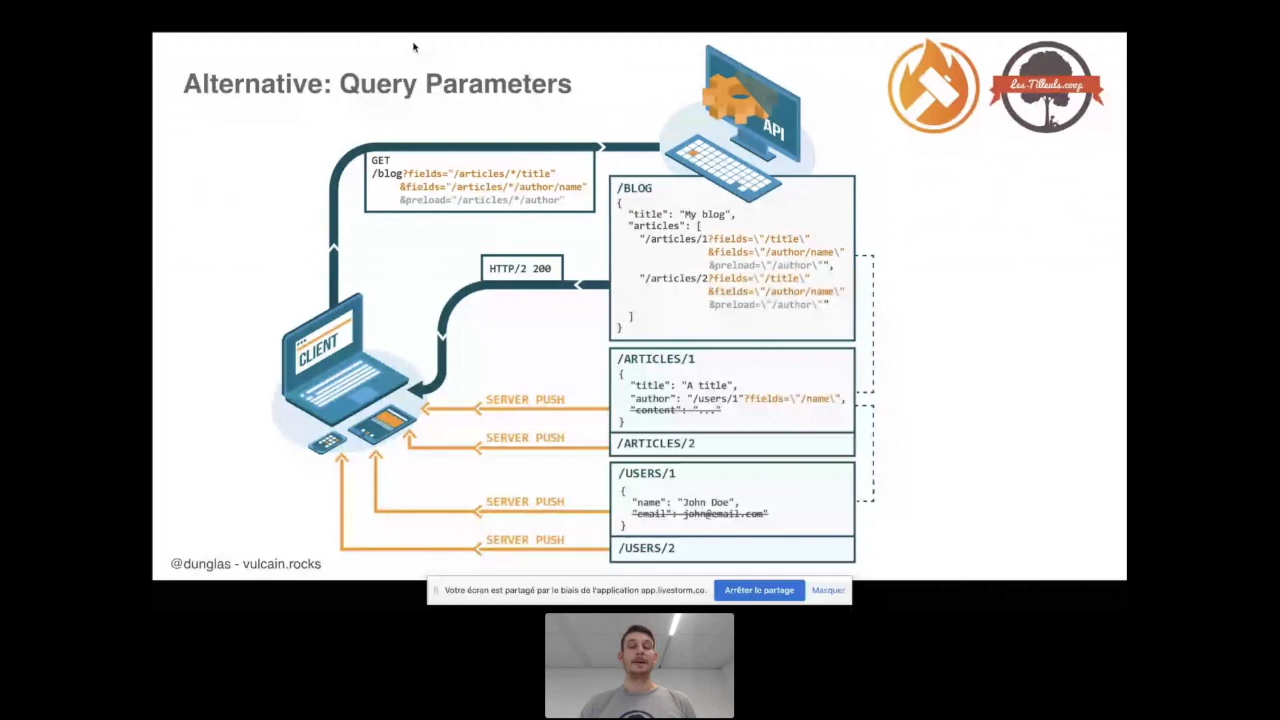 Alternative: Query Parameters
Les-Tilleuls.coop
API
GET
/blog?fields="/articles/*/title"
&fields="/articles/*/author/name"
&preload="/articles/*/author"
/BLOG
{
"title": "My blog",
"articles": [
"/articles/1?fields=\"/title\"
&fields=\"/author/name\"
&preload=\"/author\"",
"/articles/2?fields=\"/title\"
&fields=\"/author/name\"
&preload=\"/author\""
]
}
HTTP/2 200
CLIENT
/ARTICLES/1
{
"title": "A title",
"author": "/users/1"?fields=\"/name\",
"content": "..."
}
SERVER PUSH
SERVER PUSH
/ARTICLES/2
/USERS/1
{
"name": "John Doe",
"email": john@email.com"
}
SERVER PUSH
SERVER PUSH
/USERS/2
@dunglas - vulcain.rocks
Votre écran est partagé par le biais de l'application app.livestorm.co.
Arrêter le partage
Masquer